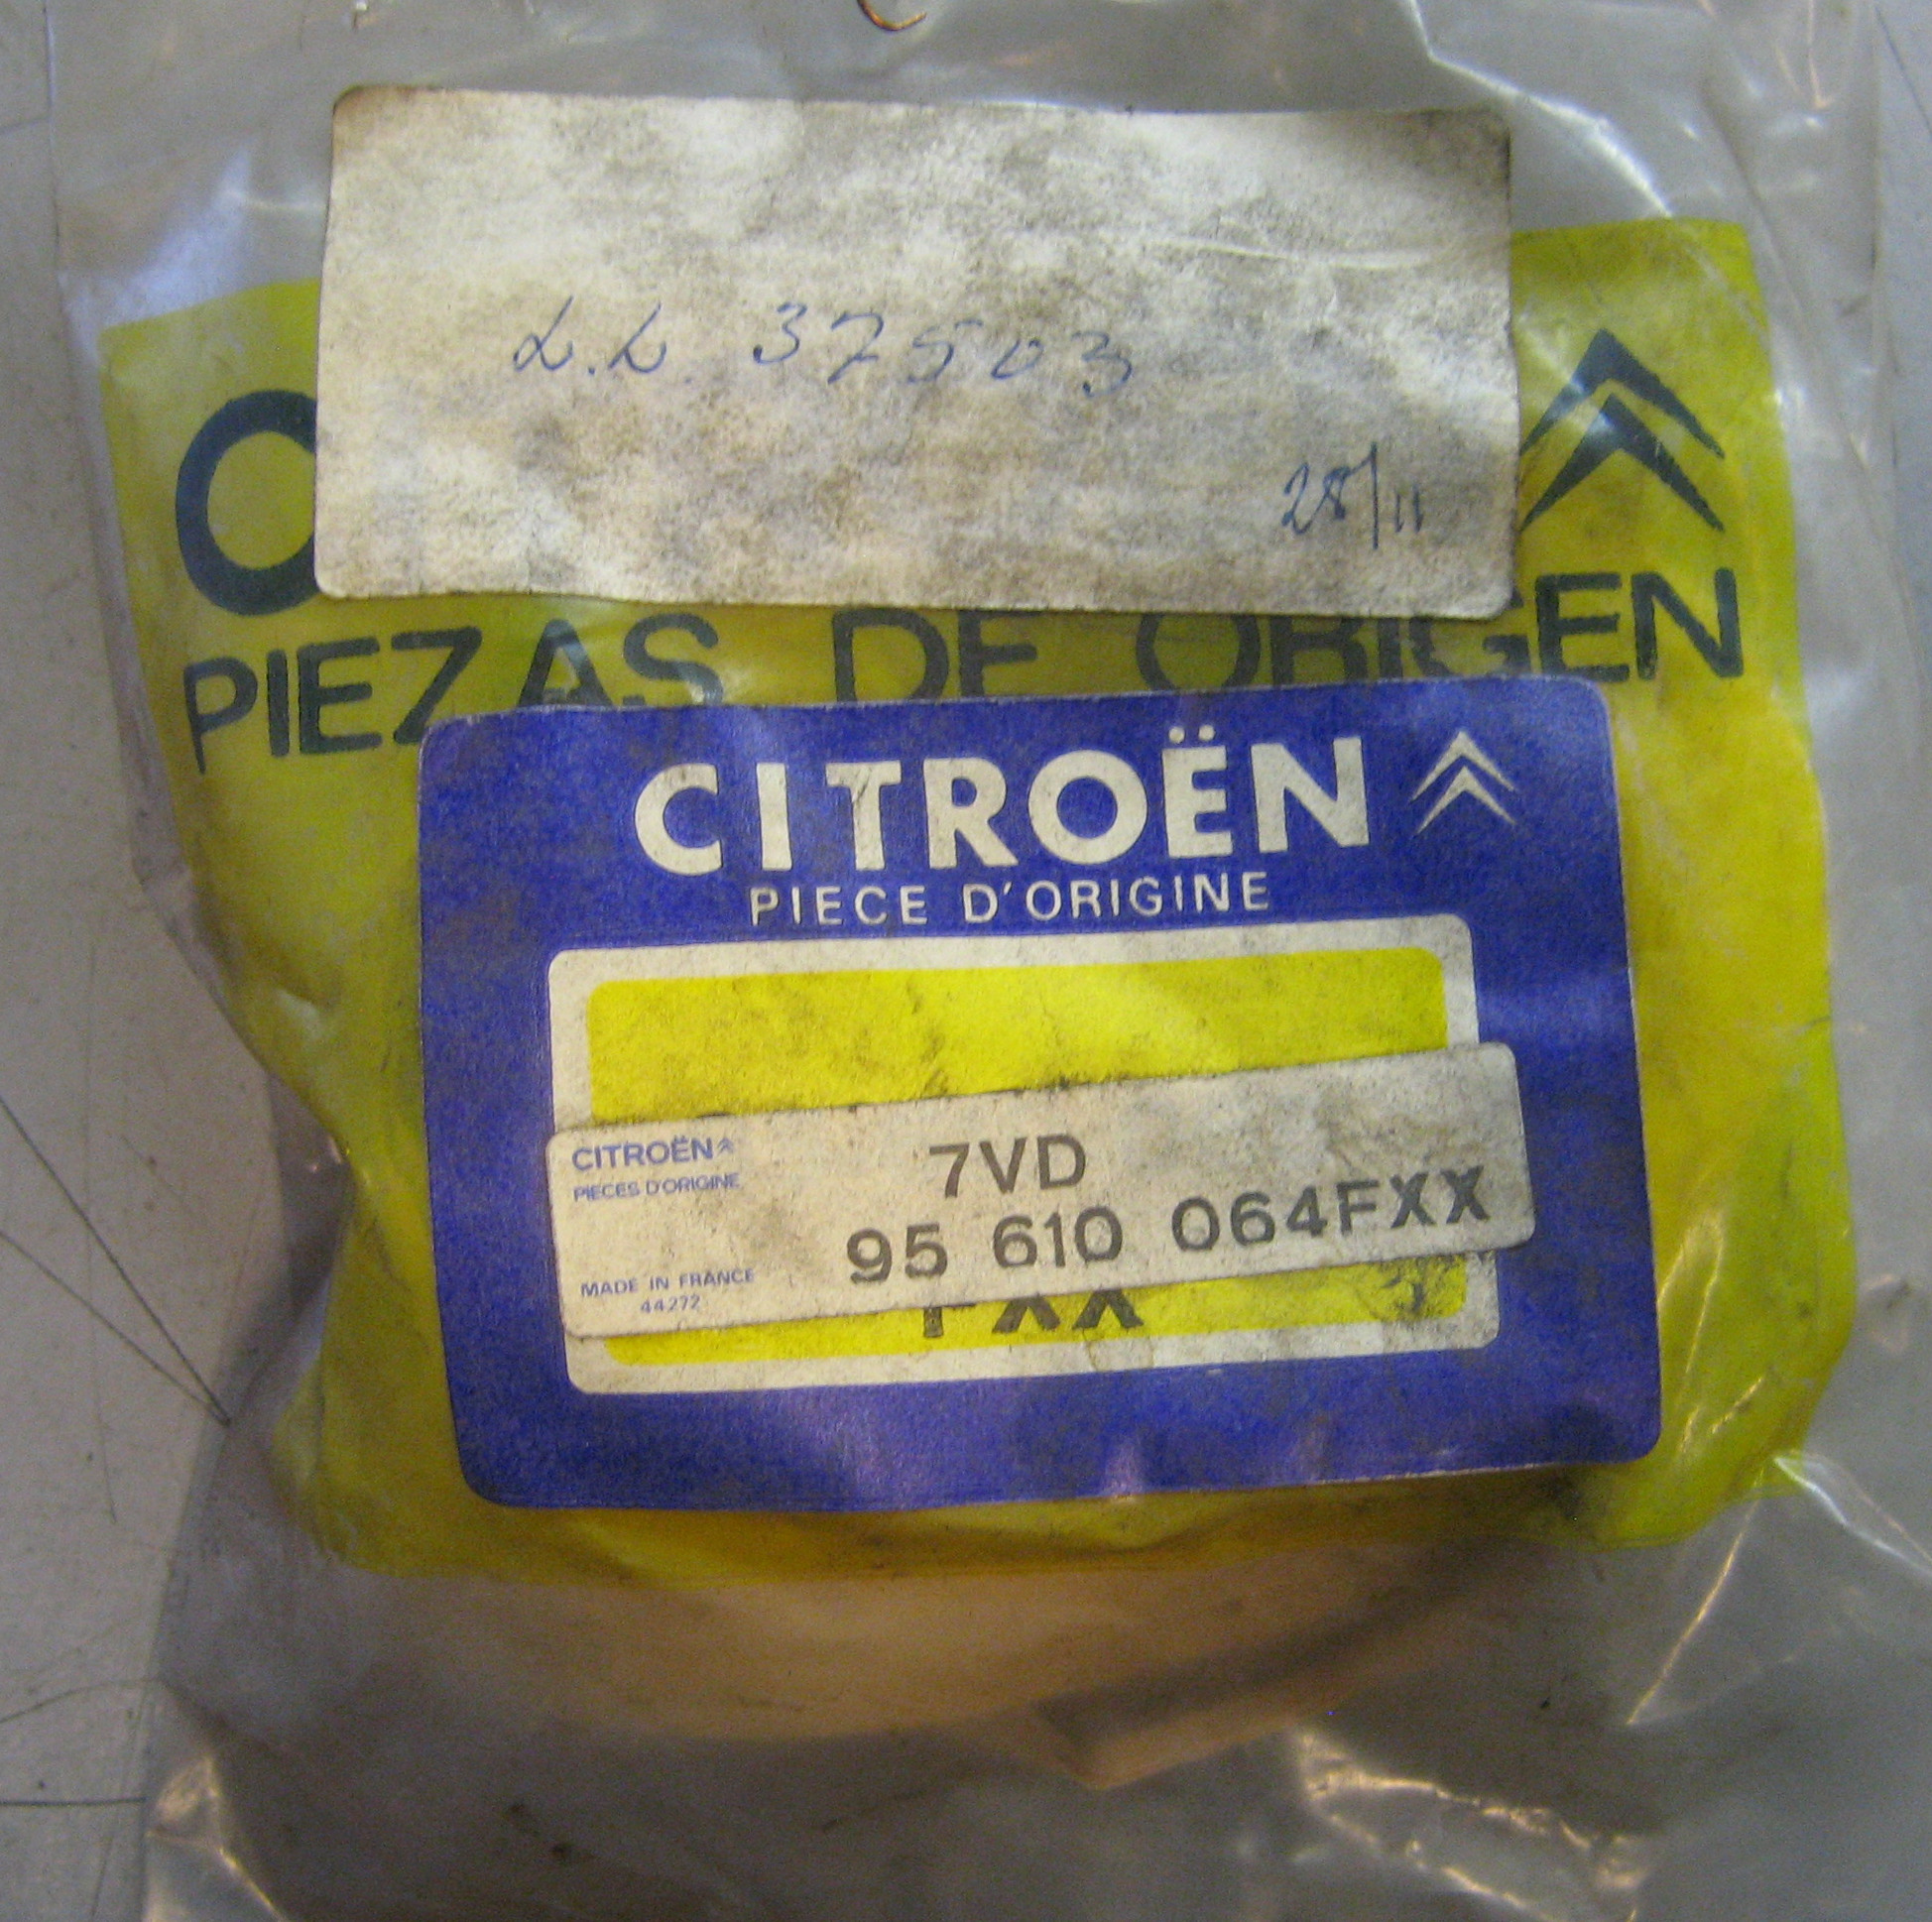 L.L. 37503
28/11
C
PIEZAS DE ORIGEN
CITROËN
PIECE D'ORIGINE
CITROËN
PIECES D'ORIGINE
7VD
95 610 064FXX
MADE IN FRANCE
44272
FXX